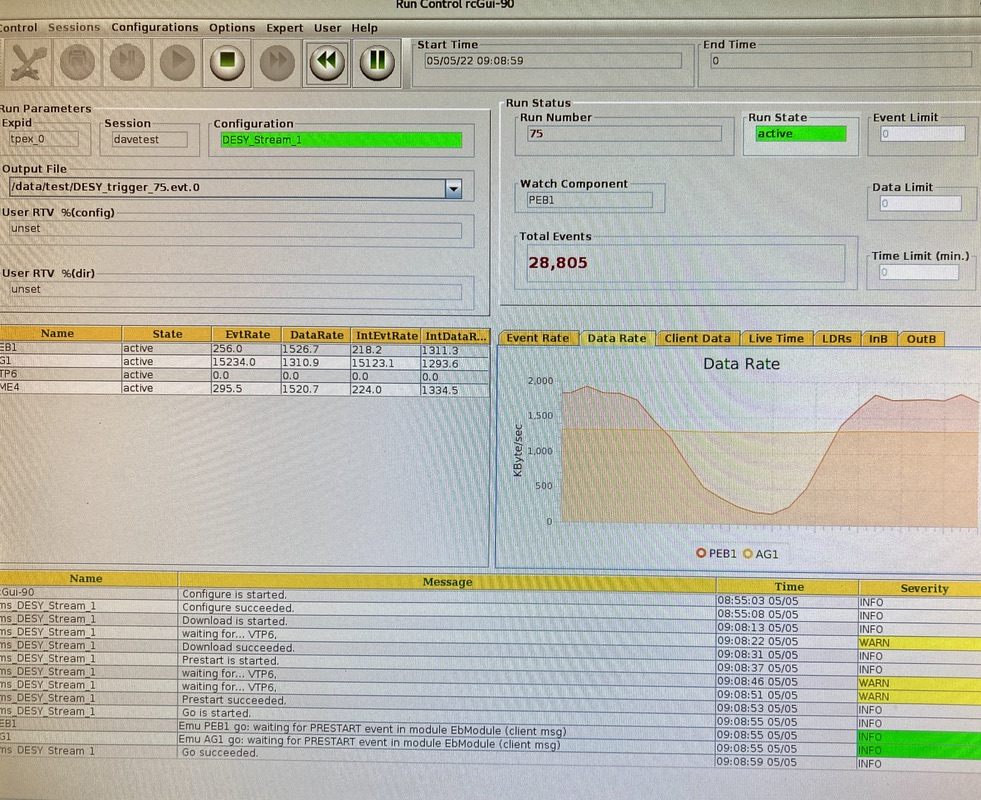 Run Control rcGui-90
ontrol Sessions Configurations Options Expert User Help
Start Time
05/05/22 09:08:59
End Time
0
Run Parameters
Expid
tpex_0
Session
davetest
Configuration
DESY_Stream_1
Output File
/data/test/DESY_trigger_75.evt.0
User RTV %(config)
unset
User RTV %(dir)
unset
Run Status
Run Number
75
Run State
active
Event Limit
0
Watch Component
PEB1
Data Limit
0
Total Events
28,805
Time Limit (min.)
0
Name State EvtRate DataRate IntEvtRate IntDataR...
EB1 active 256.0 1526.7 218.2 1311.3
G1 active 15234.0 1310.9 15123.1 1293.6
TP6 active 0.0 0.0 0.0 0.0
ME4 active 295.5 1520.7 224.0 1334.5
Event Rate Data Rate Client Data Live Time LDRs InB OutB
Data Rate
KByte/sec
2,000
1,500
1,000
500
0
PEB1 AG1
Name Message Time Severity
cGui-90 Configure is started. 08:55:03 05/05 INFO
ms_DESY_Stream_1 Configure succeeded. 08:55:08 05/05 INFO
ms_DESY_Stream_1 Download is started. 09:08:13 05/05 INFO
ms_DESY_Stream_1 waiting for... VTP6, 09:08:22 05/05 WARN
ms_DESY_Stream_1 Download succeeded. 09:08:31 05/05 INFO
ms_DESY_Stream_1 Prestart is started. 09:08:37 05/05 INFO
ms_DESY_Stream_1 waiting for... VTP6, 09:08:46 05/05 WARN
ms_DESY_Stream_1 waiting for... VTP6, 09:08:51 05/05 WARN
ms_DESY_Stream_1 Prestart succeeded. 09:08:53 05/05 INFO
ms_DESY_Stream_1 Go is started. 09:08:55 05/05 INFO
EB1 Emu PEB1 go: waiting for PRESTART event in module EbModule (client msg) 09:08:55 05/05 INFO
G1 Emu AG1 go: waiting for PRESTART event in module EbModule (client msg) 09:08:55 05/05 INFO
ms_DESY_Stream_1 Go succeeded. 09:08:59 05/05 INFO